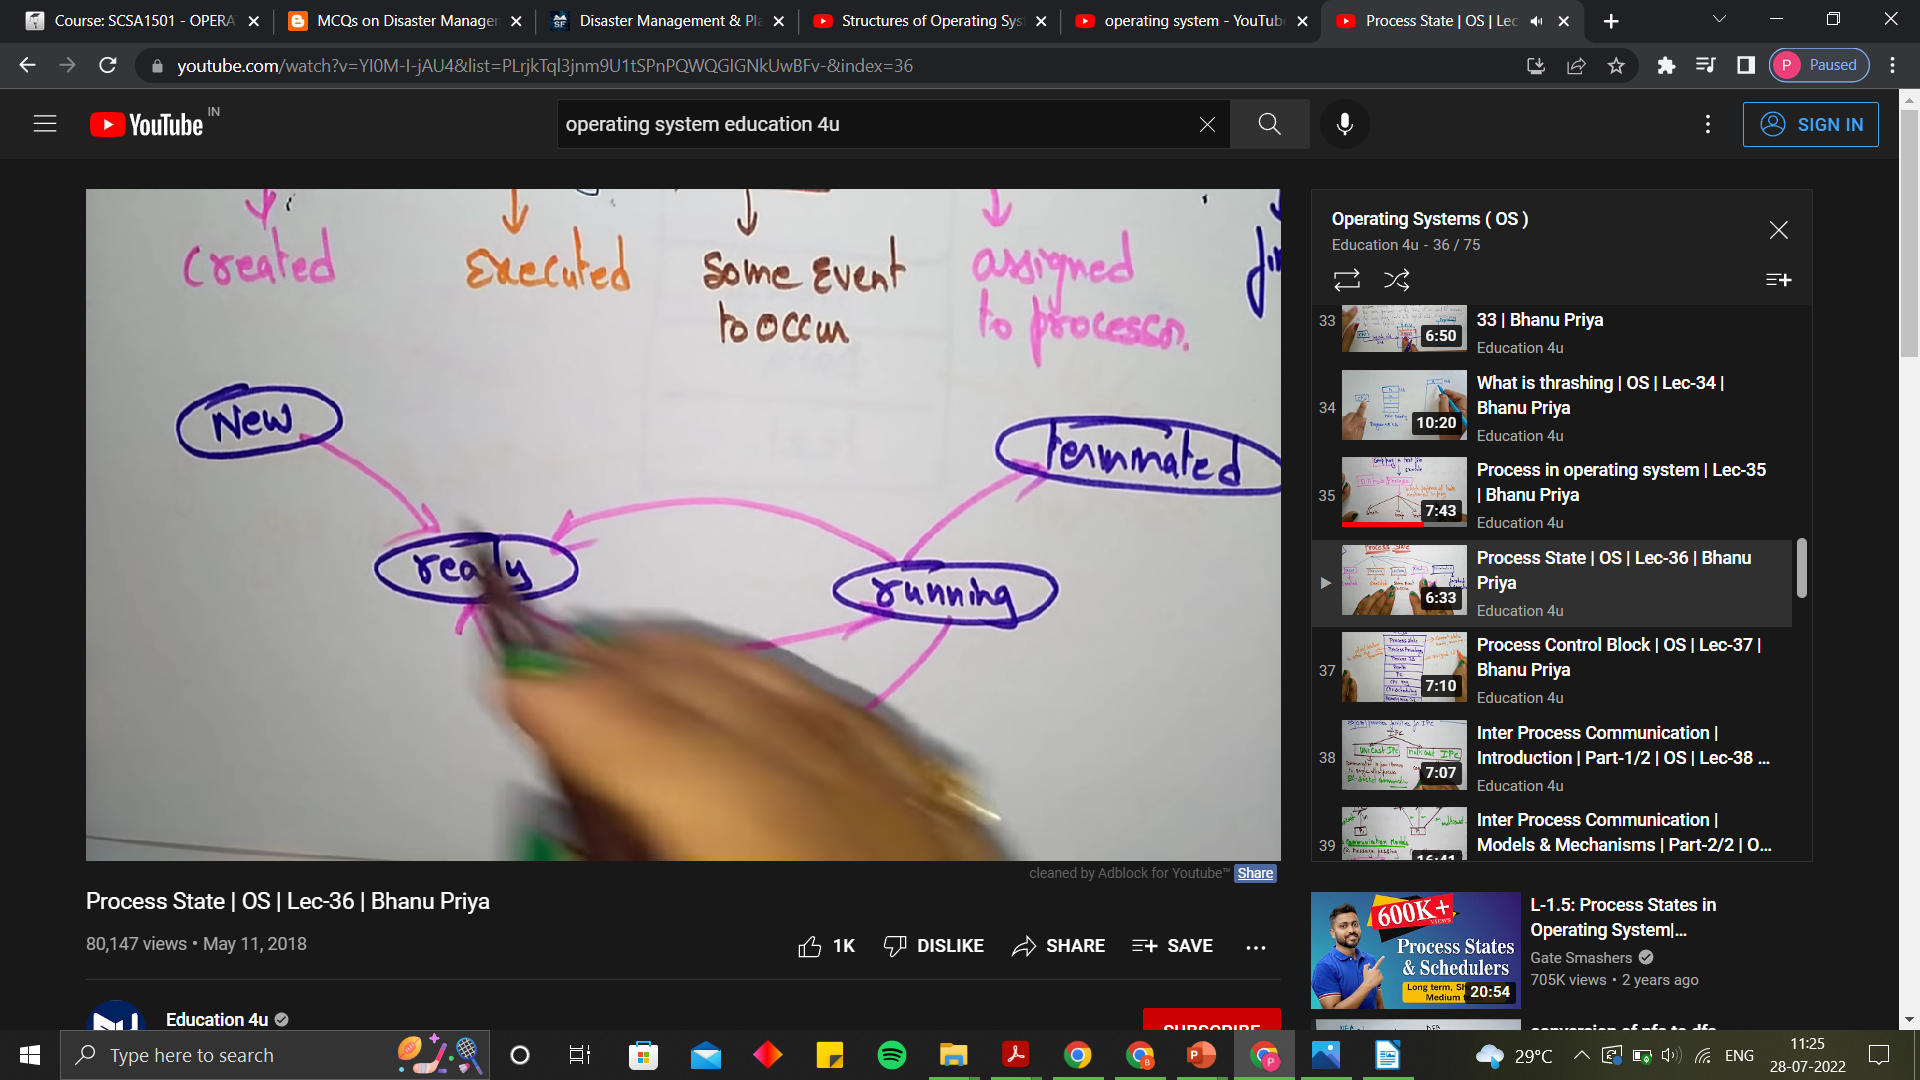 Course: SCSA1501 - OPERA
MCQs on Disaster Managem
Disaster Management & Pla
Structures of Operating Sys
operating system - YouTube
Process State | OS | Lec
youtube.com/watch?v=YI0M-I-jAU4&list=PLrjkTql3jnm9U1tSPnPQWQGIGNkUwBFv-&index=36
P Paused
YouTube IN
operating system education 4u
SIGN IN
Created
Executed
Some Event
to occur
assigned
to processor.
New
terminated
ready
running
cleaned by Adblock for Youtube™ Share
Process State | OS | Lec-36 | Bhanu Priya
80,147 views • May 11, 2018
1K DISLIKE SHARE SAVE
Education 4u
SUBSCRIBE
Operating Systems ( OS )
Education 4u - 36 / 75
33
6:50
33 | Bhanu Priya
Education 4u
34
10:20
What is thrashing | OS | Lec-34 |
Bhanu Priya
Education 4u
35
7:43
Process in operating system | Lec-35
| Bhanu Priya
Education 4u
6:33
Process State | OS | Lec-36 | Bhanu
Priya
Education 4u
37
7:10
Process Control Block | OS | Lec-37 |
Bhanu Priya
Education 4u
38
7:07
Inter Process Communication |
Introduction | Part-1/2 | OS | Lec-38 ...
Education 4u
39
16:41
Inter Process Communication |
Models & Mechanisms | Part-2/2 | O...
600K+
VIEWS
Process States
& Schedulers
20:54
L-1.5: Process States in
Operating System|...
Gate Smashers
705K views • 2 years ago
conversion of nfa to dfa
Type here to search
29°C
ENG
11:25
28-07-2022